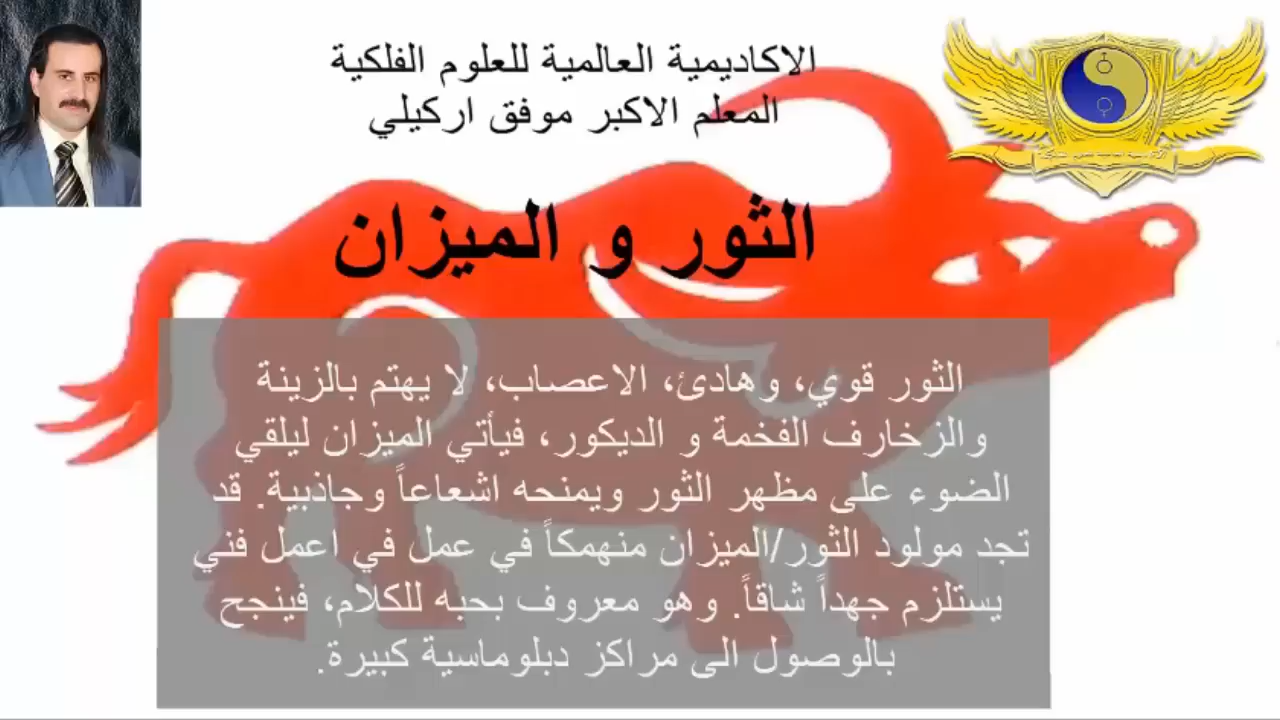 الاكاديمية العالمية للعلوم الفلكية
المعلم الاكبر موفق اركيلي
الثور و الميزان
الثور قوي، وهادئ، الاعصاب، لا يهتم بالزينة
والزخارف الفخمة و الديكور، فيأتي الميزان ليلقي
الضوء على مظهر الثور ويمنحه اشعاعاً وجاذبية. قد
تجد مولود الثور/الميزان منهمكاً في عمل في اعمل فني
يستلزم جهداً شاقاً. وهو معروف بحبه للكلام، فينجح
بالوصول الى مراكز دبلوماسية كبيرة.